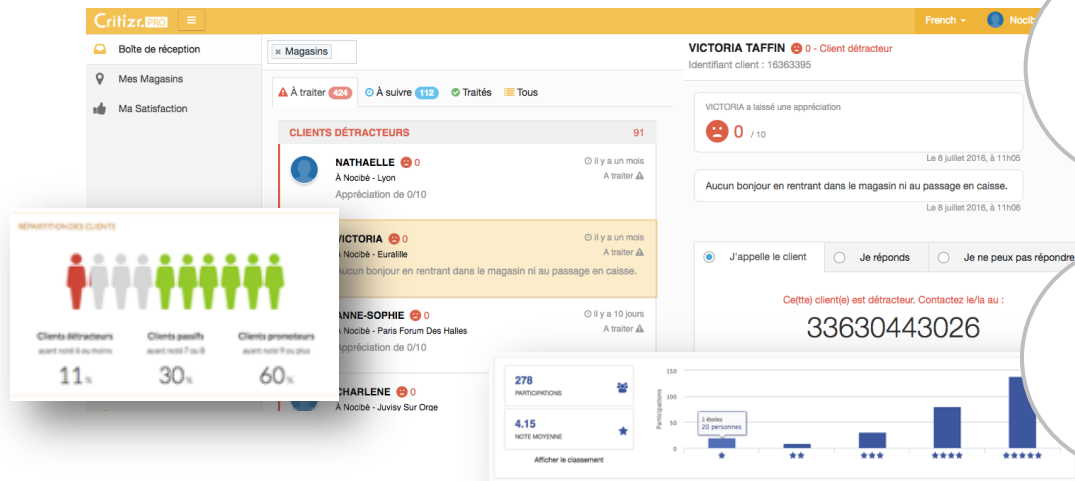 Critizr.PRO
French
Nocib
Boîte de réception
Mes Magasins
Ma Satisfaction
× Magasins
À traiter 424 À suivre 112 Traités Tous
CLIENTS DÉTRACTEURS 91
NATHAELLE 0 il y a un mois
À Nocibé - Lyon A traiter
Appréciation de 0/10
VICTORIA 0 il y a un mois
À Nocibé - Euralille A traiter
Aucun bonjour en rentrant dans le magasin ni au passage en caisse.
ANNE-SOPHIE 0 il y a 10 jours
À Nocibé - Paris Forum Des Halles A traiter
Appréciation de 0/10
CHARLENE 0
À Nocibé - Juvisy Sur Orge
VICTORIA TAFFIN 0 - Client détracteur
Identifiant client : 16363395
VICTORIA a laissé une appréciation
0 / 10
Le 8 juillet 2016, à 11h05
Aucun bonjour en rentrant dans le magasin ni au passage en caisse.
Le 8 juillet 2016, à 11h06
J'appelle le client Je réponds Je ne peux pas répondre
Ce(tte) client(e) est détracteur. Contactez le/la au :
33630443026
RÉPARTITION DES CLIENTS
Clients détracteurs Clients passifs Clients promoteurs
ayant noté 6 ou moins ayant noté 7 ou 8 ayant noté 9 ou plus
11% 30% 60%
278
PARTICIPATIONS
4.15
NOTE MOYENNE
Afficher le classement
Participations
150
100
50
0
1 étoiles
20 personnes